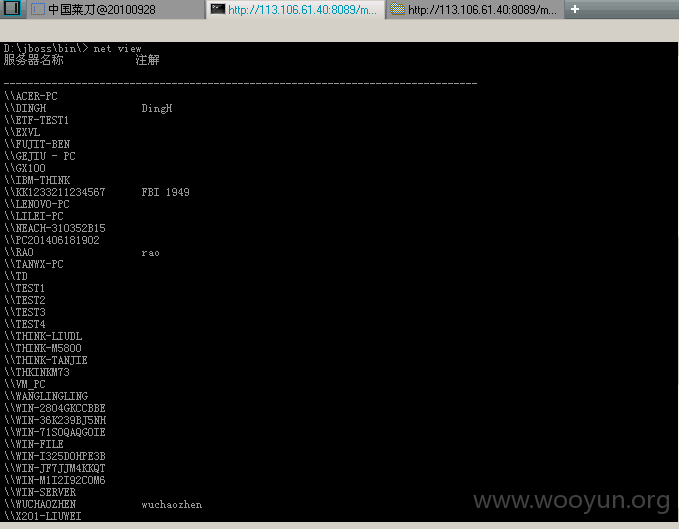 中国菜刀@20100928 http://113.106.61.40:8089/m... http://113.106.61.40:8089/m...
D:\jboss\bin\> net view
服务器名称 注解
-------------------------------------------------------------------------------
\\ACER-PC
\\DINGH DingH
\\ETF-TEST1
\\EXVL
\\FUJIT-BEN
\\GEJIU - PC
\\GX100
\\IBM-THINK
\\KK1233211234567 FBI 1949
\\LENOVO-PC
\\LILEI-PC
\\NEACH-310352B15
\\PC201406181902
\\RAO rao
\\TANWX-PC
\\TD
\\TEST1
\\TEST2
\\TEST3
\\TEST4
\\THINK-LIUDL
\\THINK-M5800
\\THINK-TANJIE
\\THKINKM73
\\VM_PC
\\WANGLINGLING
\\WIN-2804GKCCBBE
\\WIN-36K239BJ5NH
\\WIN-71SOQAQGOIE
\\WIN-FILE
\\WIN-I325DOHPE3B
\\WIN-JF7JJM4KKQT
\\WIN-M1I2I92COM6
\\WIN-SERVER
\\WUCHAOZHEN wuchaozhen
\\X201-LIUWEI
www.wooyun.org